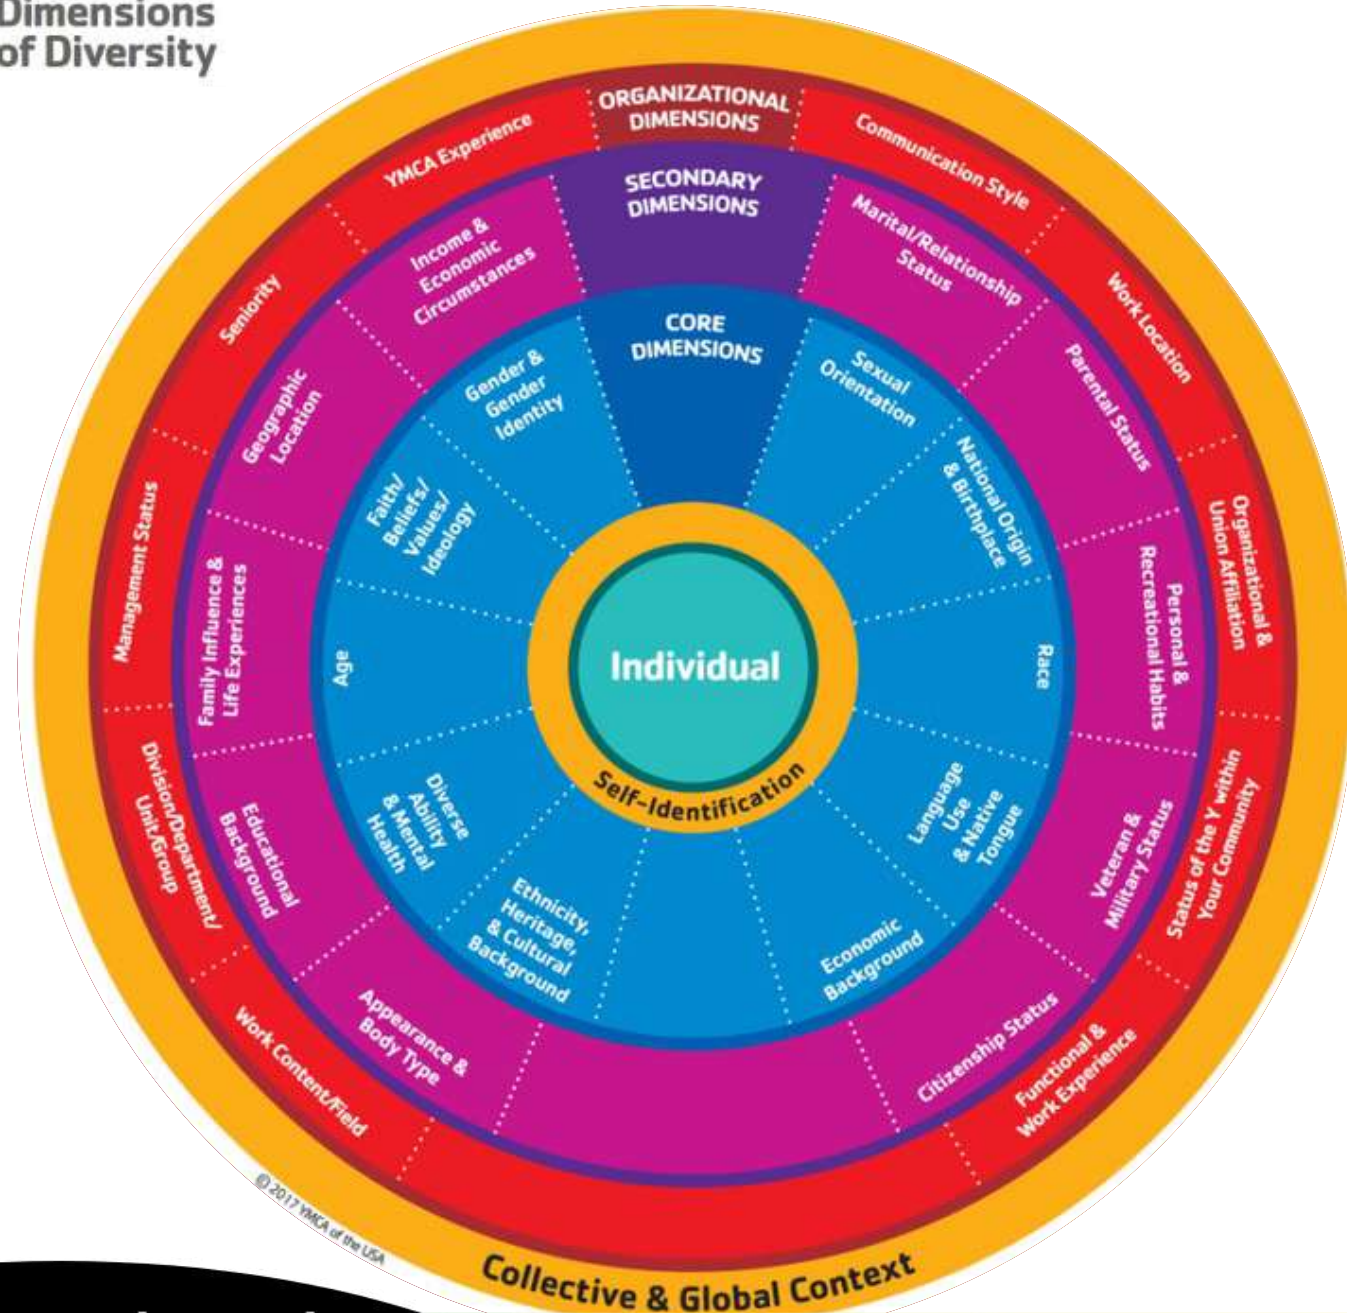 Dimensions
of Diversity
ORGANIZATIONAL
DIMENSIONS
Communication Style
Work Location
Organizational &
Union Affiliation
Status of the Y within
Your Community
Functional &
Work Experience
Work Content/Field
Division/Department/
Unit/Group
Management Status
Seniority
YMCA Experience
SECONDARY
DIMENSIONS
Marital/Relationship
Status
Parental Status
Personal &
Recreational Habits
Veteran &
Military Status
Citizenship Status
Appearance &
Body Type
Educational
Background
Family Influence &
Life Experiences
Geographic
Location
Income &
Economic
Circumstances
CORE
DIMENSIONS
Sexual
Orientation
National Origin
& Birthplace
Race
Language
Use
& Native
Tongue
Economic
Background
Ethnicity,
Heritage,
& Cultural
Background
Diverse
Ability
& Mental
Health
Age
Faith/
Beliefs/
Values/
Ideology
Gender &
Gender
Identity
Individual
Self-Identification
© 2017 YMCA of the USA
Collective & Global Context